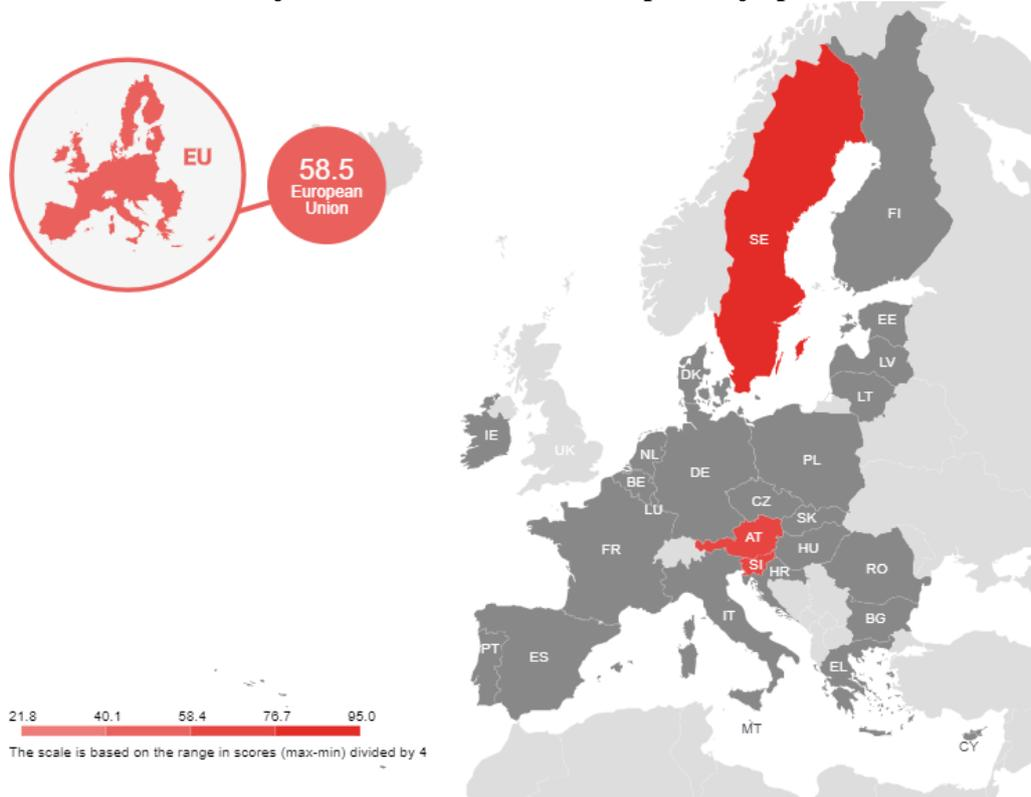 EU
58.5
European
Union
SE
FI
EE
LV
LT
DK
IE
UK
NL
BE
LU
DE
PL
CZ
SK
AT
HU
SI
HR
FR
RO
BG
IT
PT
ES
EL
MT
CY
21.8 40.1 58.4 76.7 95.0
The scale is based on the range in scores (max-min) divided by 4